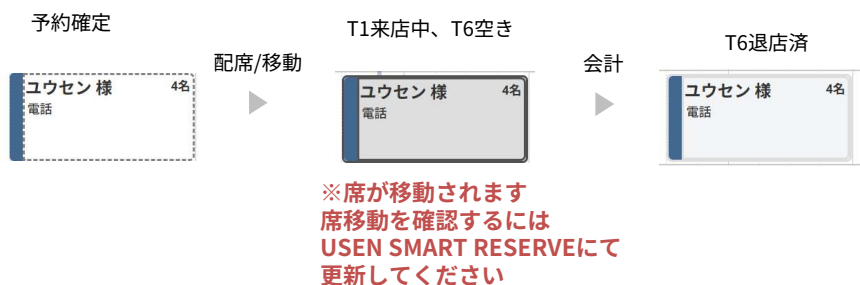 予約確定
ユウセン 様 4名
電話
配席/移動
T1来店中、T6空き
ユウセン 様 4名
電話
※席が移動されます
席移動を確認するには
USEN SMART RESERVEにて
更新してください
会計
T6退店済
ユウセン 様 4名
電話